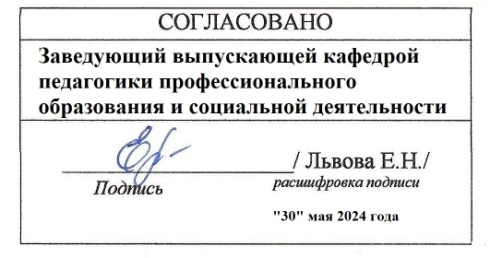 СОГЛАСОВАНО
Заведующий выпускающей кафедрой
педагогики профессионального
образования и социальной деятельности
/ Львова Е.Н./
Подпись расшифровка подписи
"30" мая 2024 года